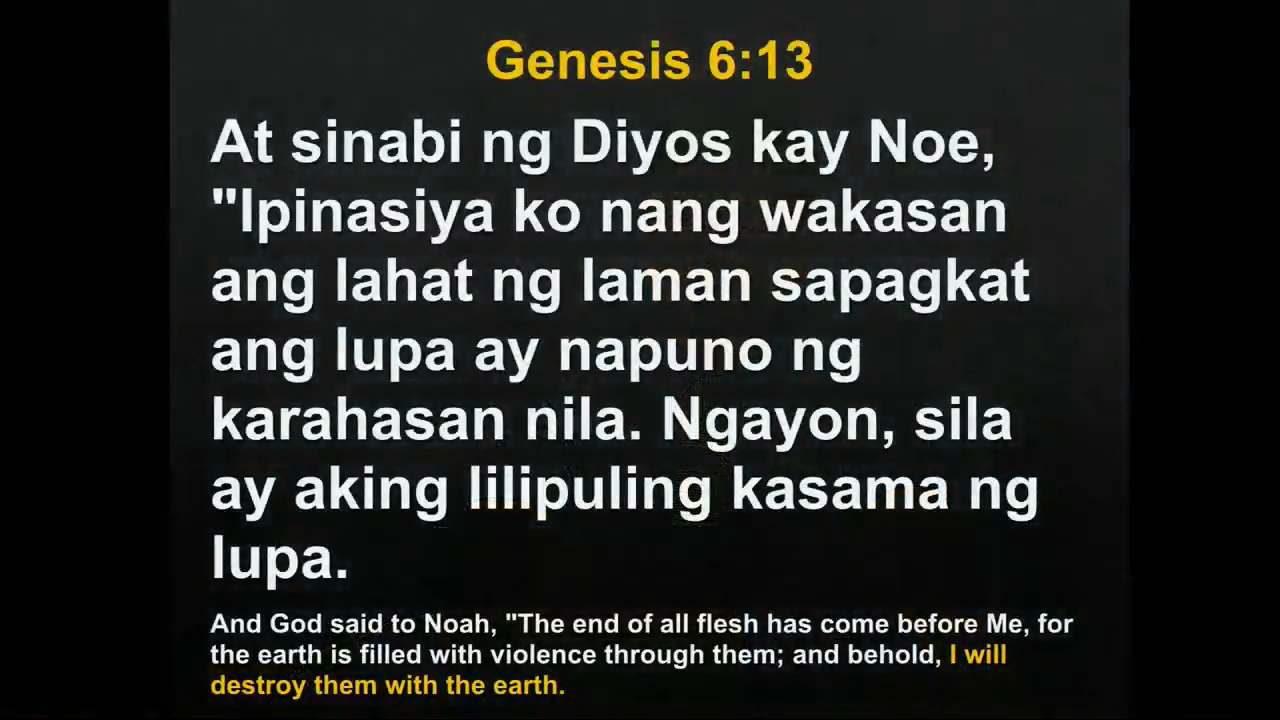 Genesis 6:13
At sinabi ng Diyos kay Noe,
"Ipinasiya ko nang wakasan
ang lahat ng laman sapagkat
ang lupa ay napuno ng
karahasan nila. Ngayon, sila
ay aking lilipuling kasama ng
lupa.
And God said to Noah, "The end of all flesh has come before Me, for
the earth is filled with violence through them; and behold, I will
destroy them with the earth.